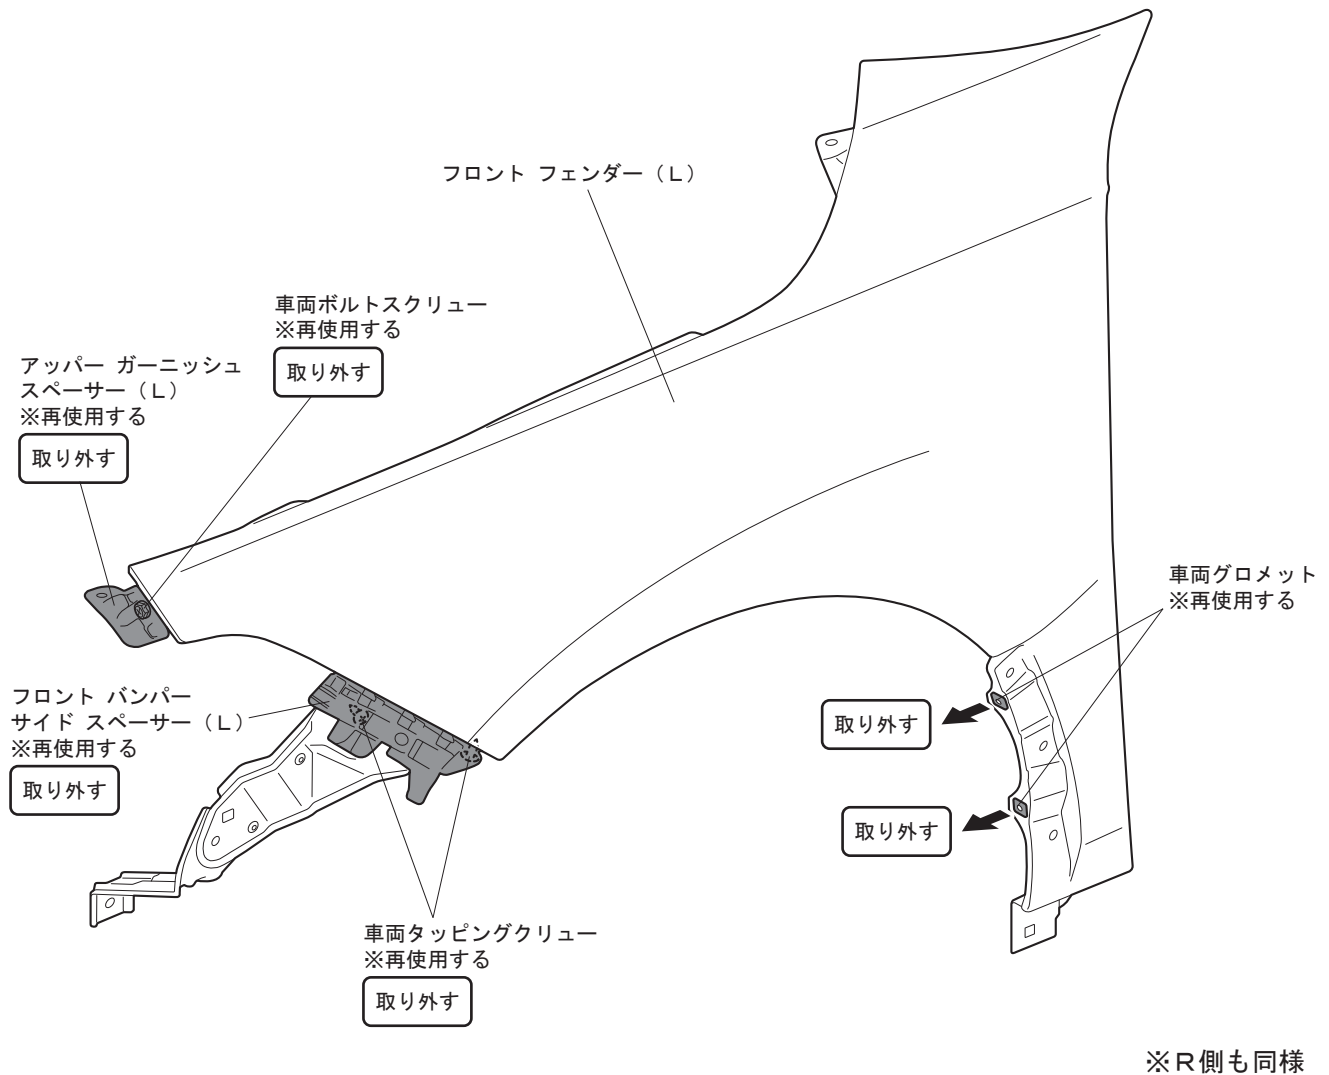 フロント フェンダー（Ｌ）
車両ボルトスクリュー
※再使用する
取り外す
アッパー ガーニッシュ
スペーサー（Ｌ）
※再使用する
取り外す
車両グロメット
※再使用する
取り外す
取り外す
フロント バンパー
サイド スペーサー（Ｌ）
※再使用する
取り外す
車両タッピングクリュー
※再使用する
取り外す
※Ｒ側も同様